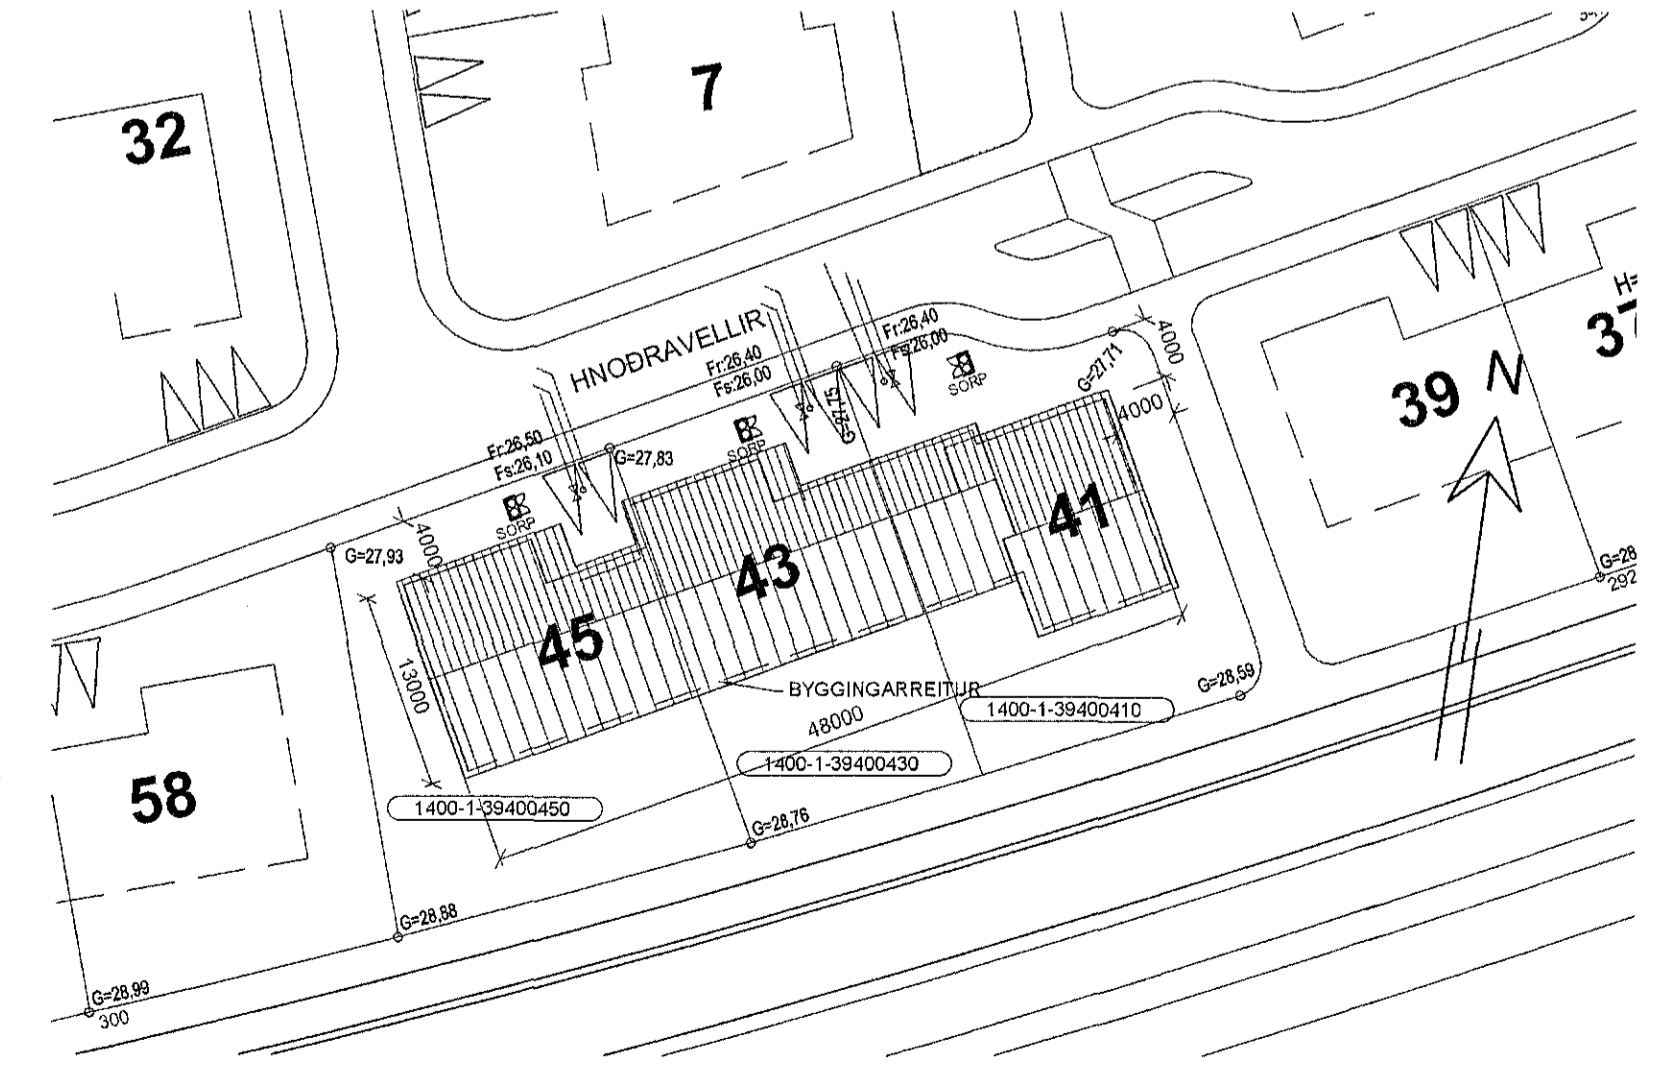 32
7
HNOÐRAVELLIR
Fr:26,40
Fs:26,00
Fr:26,40
Fs:26,00
Fr:26,50
Fs:26,10
SORP
SORP
SORP
G=27,71
G=27,75
G=27,83
G=27,93
4000
4000
4000
39
N
37
H=
41
43
45
13000
48000
BYGGINGARREITUR
1400-1-39400410
1400-1-39400430
1400-1-39400450
58
G=28,59
G=28
292
G=28,76
G=28,88
G=28,99
300